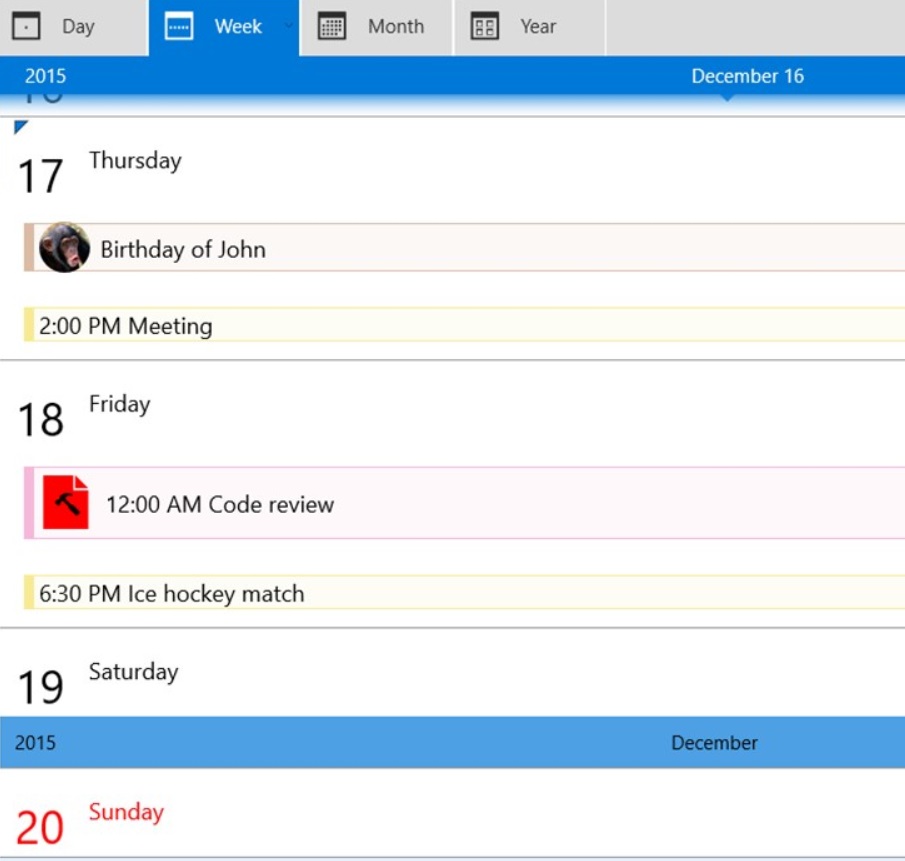 Day Week Month Year
2015 December 16
17 Thursday
Birthday of John
2:00 PM Meeting
18 Friday
12:00 AM Code review
6:30 PM Ice hockey match
19 Saturday
2015 December
20 Sunday